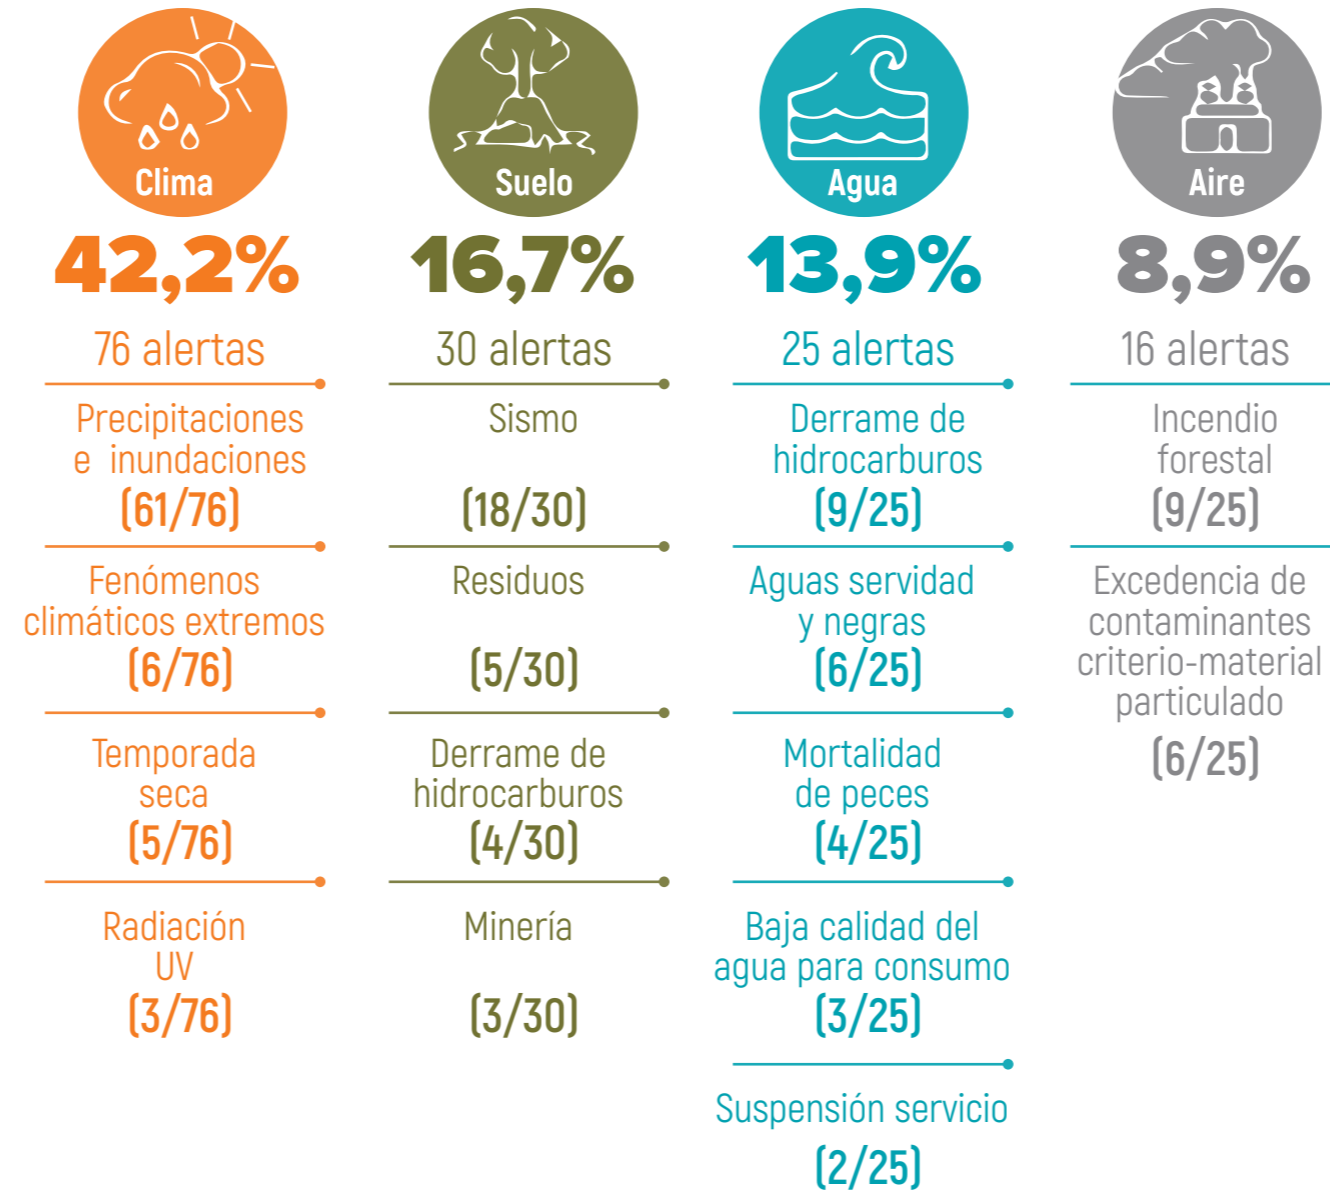 Clima
42,2%
76 alertas
Precipitaciones
e inundaciones
(61/76)
Fenómenos
climáticos extremos
(6/76)
Temporada
seca
(5/76)
Radiación
UV
(3/76)
Suelo
16,7%
30 alertas
Sismo
(18/30)
Residuos
(5/30)
Derrame de
hidrocarburos
(4/30)
Minería
(3/30)
Agua
13,9%
25 alertas
Derrame de
hidrocarburos
(9/25)
Aguas servidad
y negras
(6/25)
Mortalidad
de peces
(4/25)
Baja calidad del
agua para consumo
(3/25)
Suspensión servicio
(2/25)
Aire
8,9%
16 alertas
Incendio
forestal
(9/25)
Excedencia de
contaminantes
criterio-material
particulado
(6/25)